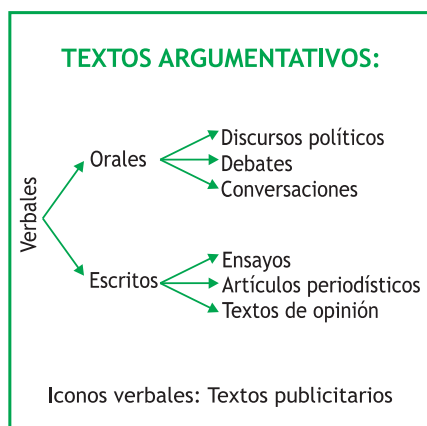 TEXTOS ARGUMENTATIVOS:
Verbales
Orales
Discursos políticos
Debates
Conversaciones
Escritos
Ensayos
Artículos periodísticos
Textos de opinión
Iconos verbales: Textos publicitarios